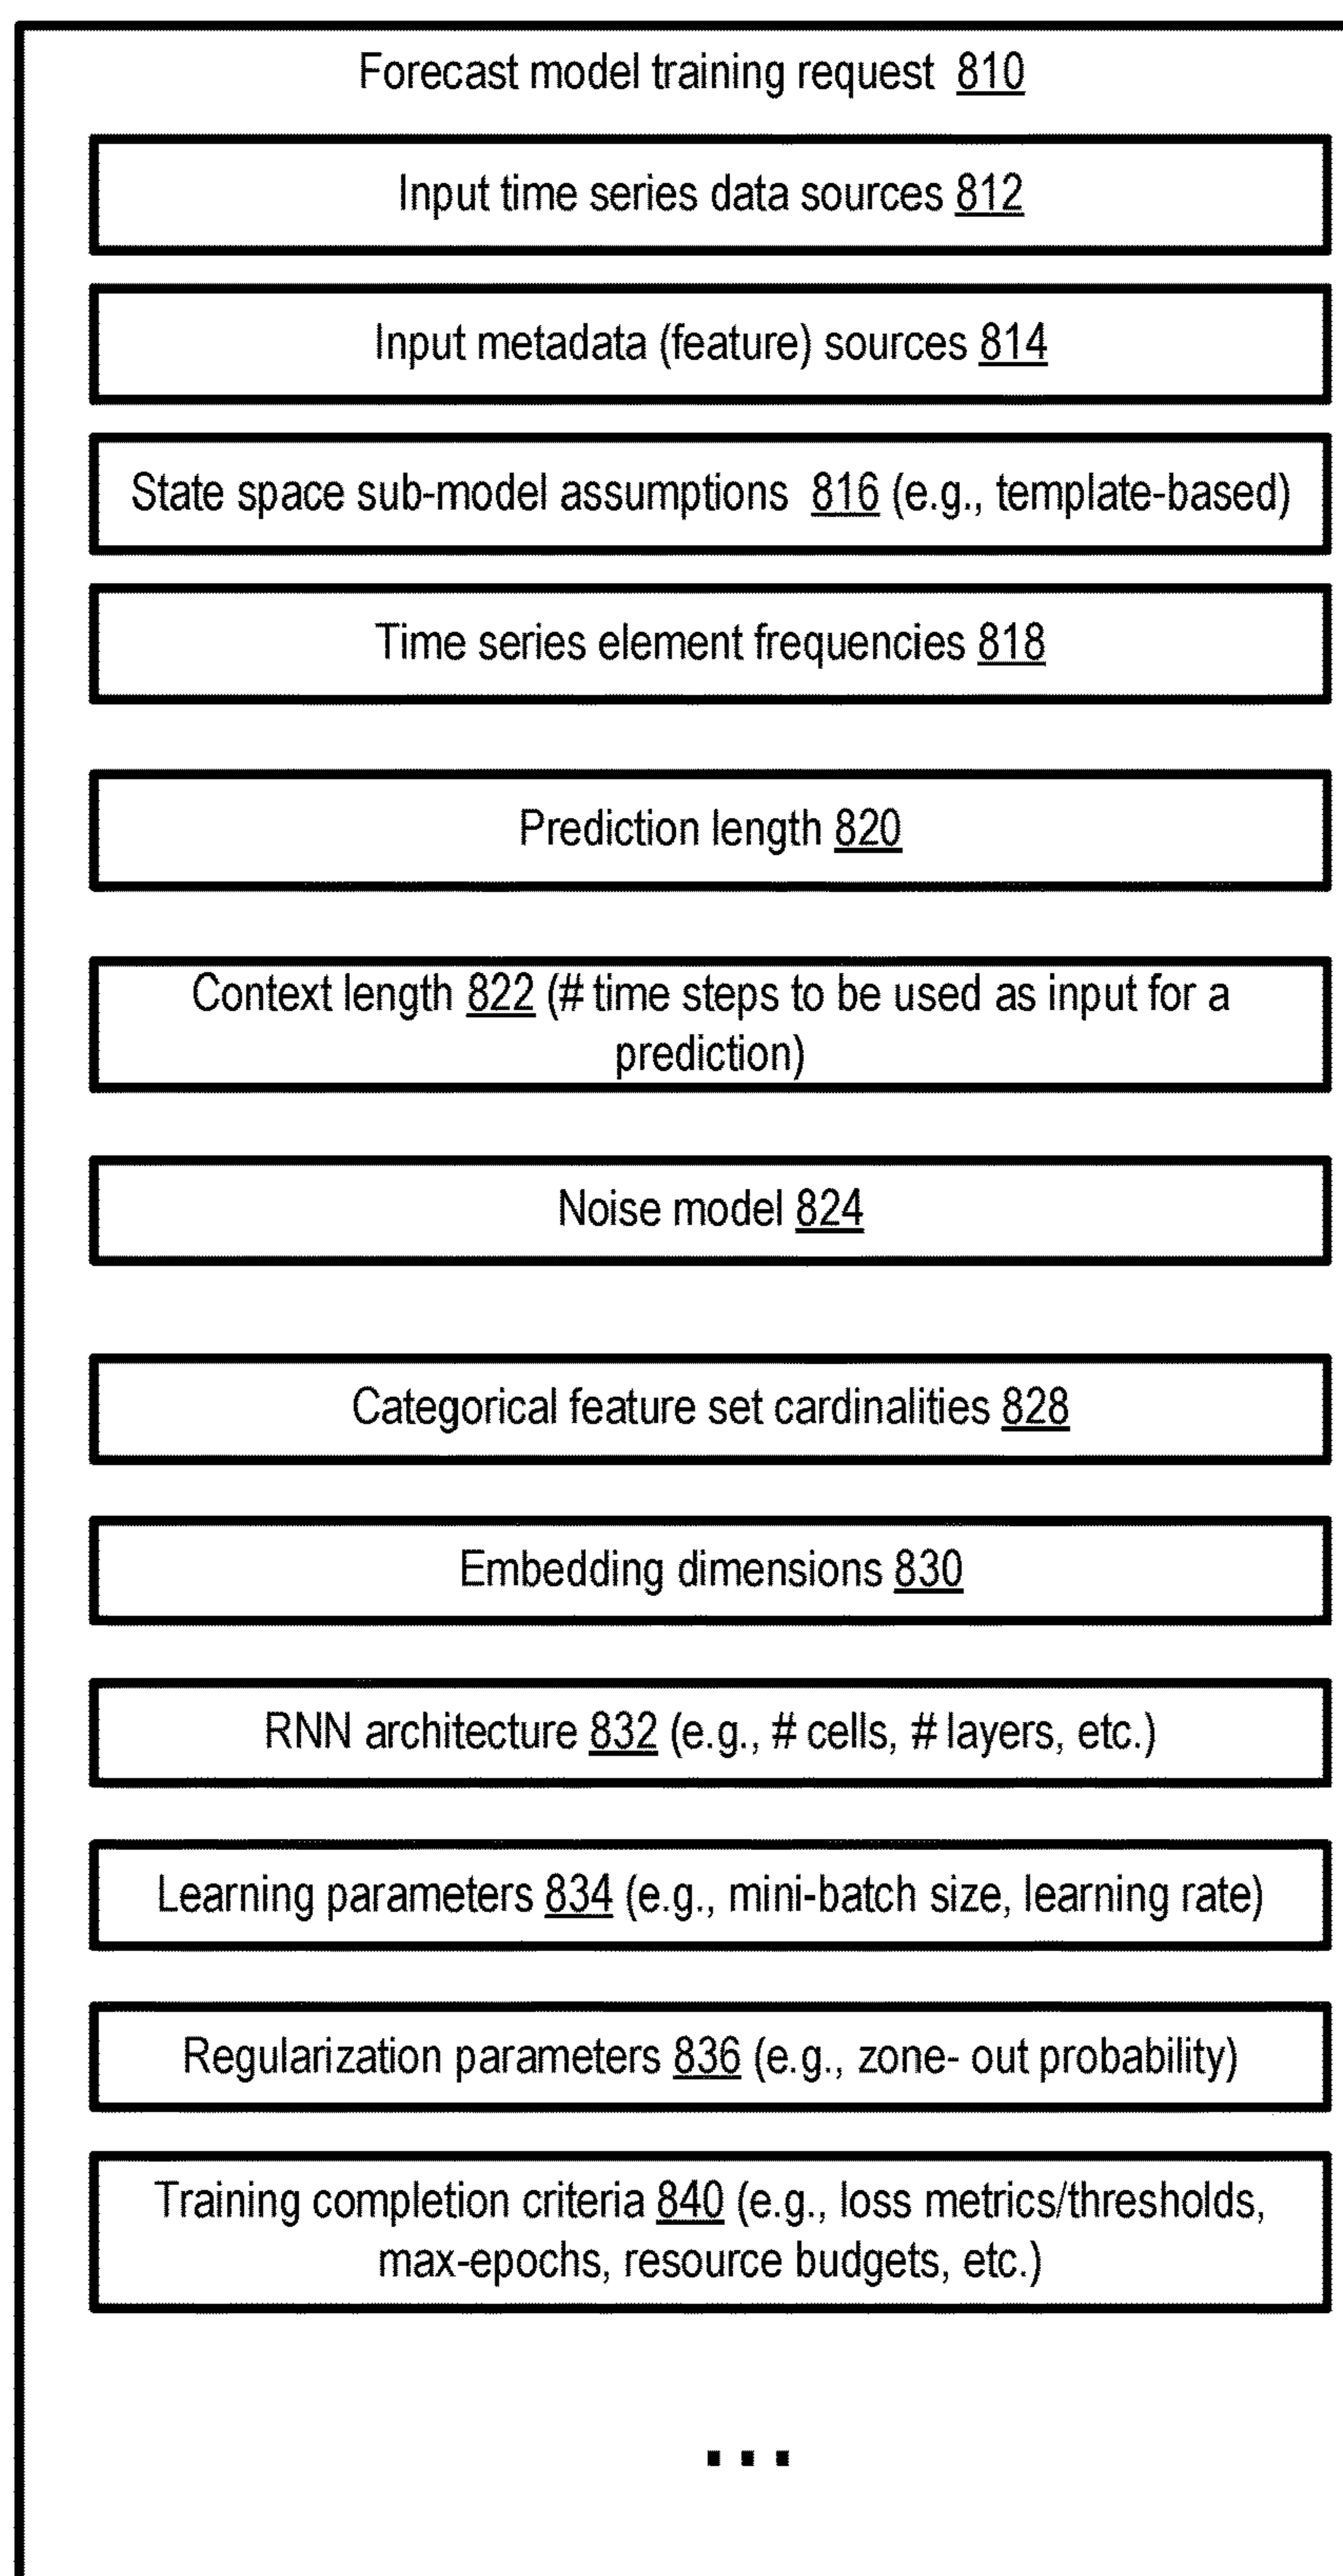 Forecast model training request 810
Input time series data sources 812
Input metadata (feature) sources 814
State space sub-model assumptions 816 (e.g., template-based)
Time series element frequencies 818
Prediction length 820
Context length 822 (# time steps to be used as input for a
prediction)
Noise model 824
Categorical feature set cardinalities 828
Embedding dimensions 830
RNN architecture 832 (e.g., # cells, # layers, etc.)
Learning parameters 834 (e.g., mini-batch size, learning rate)
Regularization parameters 836 (e.g., zone- out probability)
Training completion criteria 840 (e.g., loss metrics/thresholds,
max-epochs, resource budgets, etc.)
...